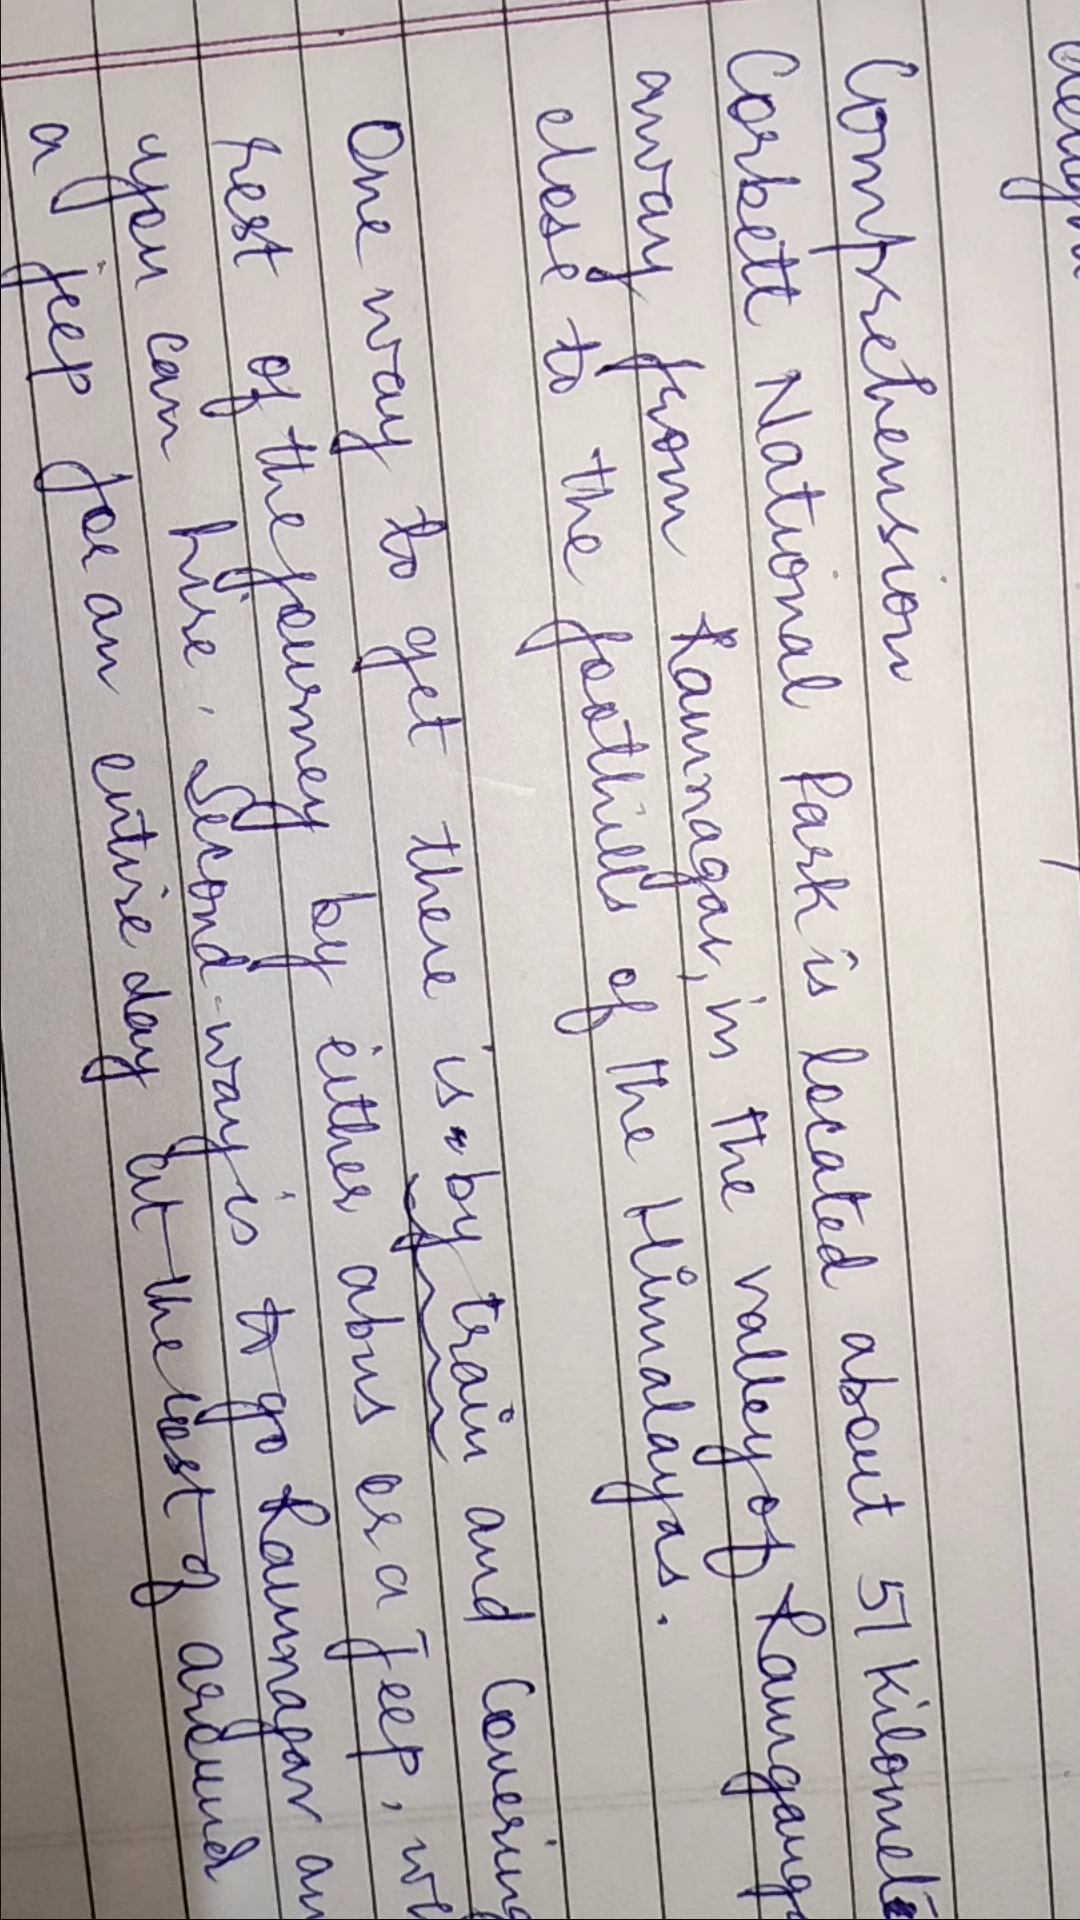 Comprehension
Corbett National Park is located about 51 Kilomet
away from Ramnagar, in the valley of Ramganga
close to the foothills of the Himalayas.
One way to get there is by train and Covering
rest of the journey by either a bus or a Jeep,
you can hire. Second way is to go Ramnagar an
a jeep for an entire day at the cost of around